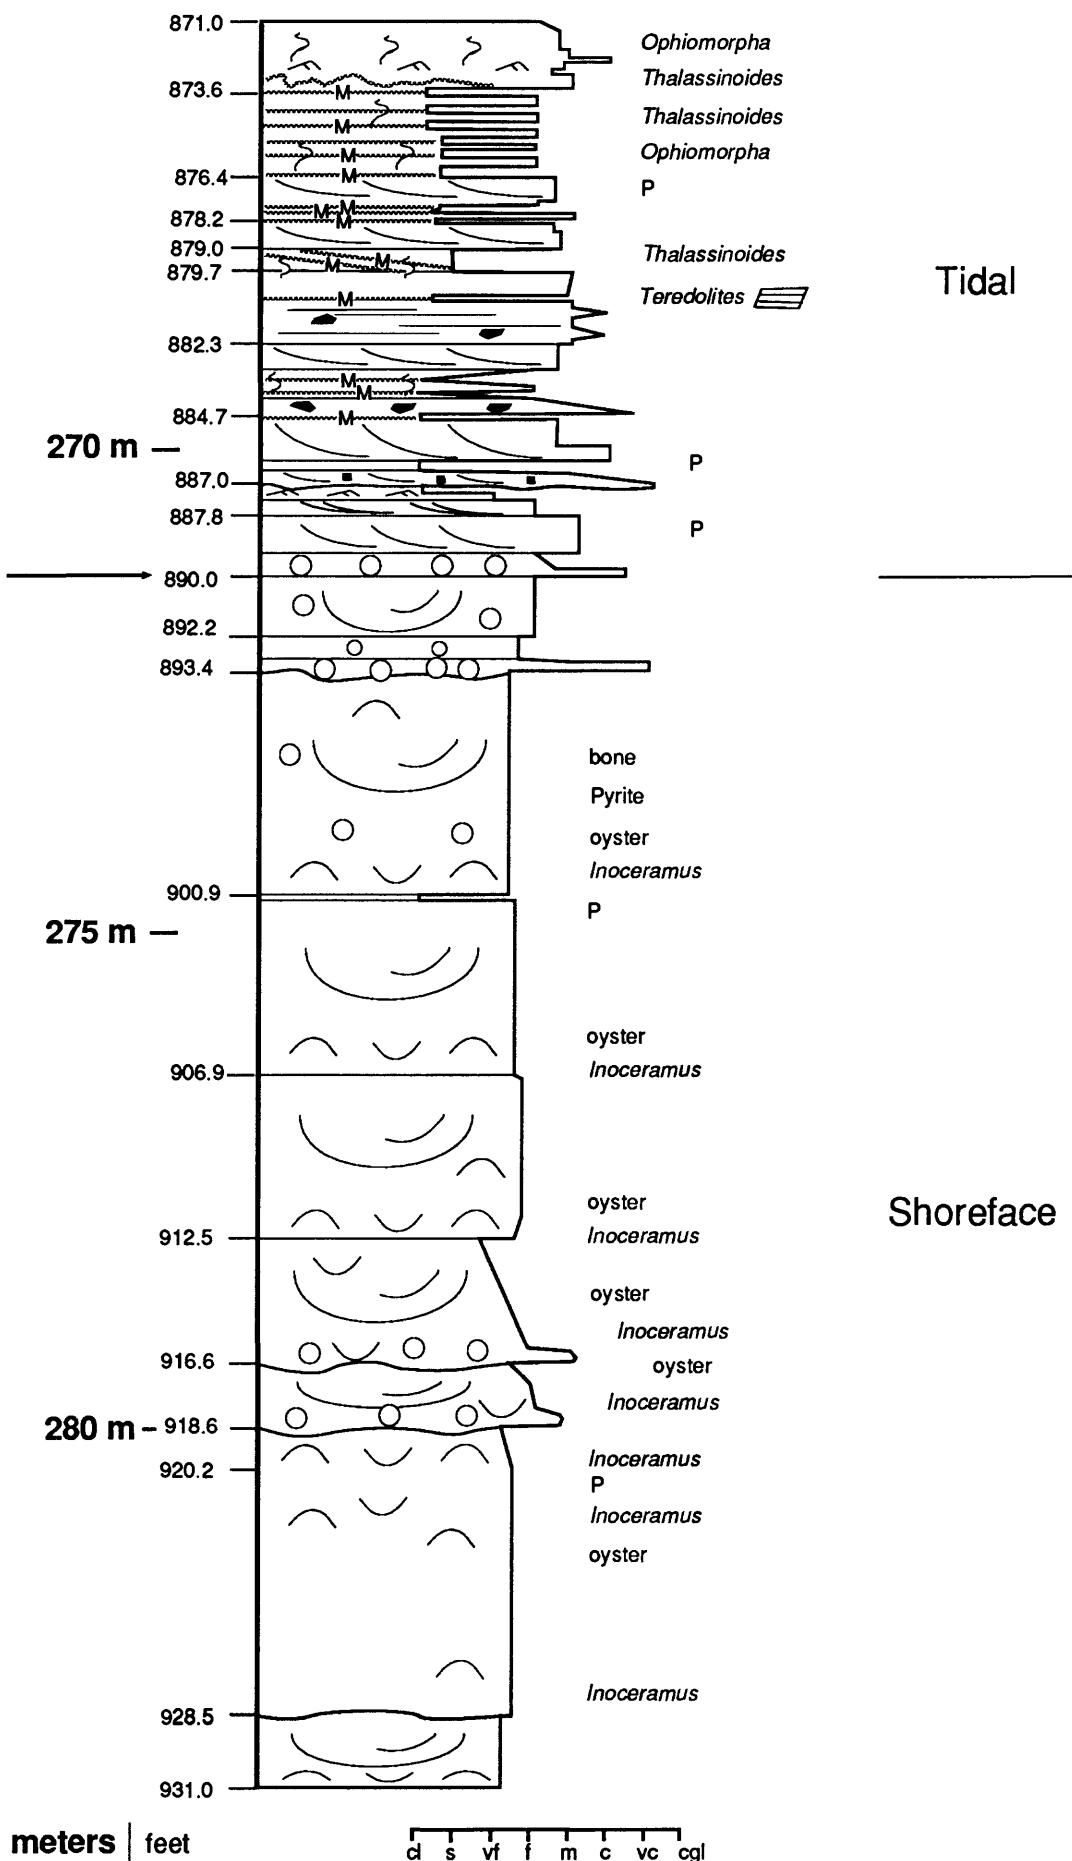 871.0
Ophiomorpha
Thalassinoides
873.6
M
Thalassinoides
M
Ophiomorpha
M
876.4
M
P
M
M
878.2
M
879.0
Thalassinoides
M
M
879.7
Tidal
Teredolites
M
882.3
M
M
884.7
M
270 m
P
887.0
887.8
P
890.0
892.2
893.4
bone
Pyrite
oyster
Inoceramus
900.9
P
275 m
oyster
906.9
Inoceramus
oyster
Shoreface
912.5
Inoceramus
oyster
Inoceramus
916.6
oyster
Inoceramus
280 m
918.6
Inoceramus
920.2
P
Inoceramus
oyster
Inoceramus
928.5
931.0
meters | feet
cl s vf f m c vc cgl